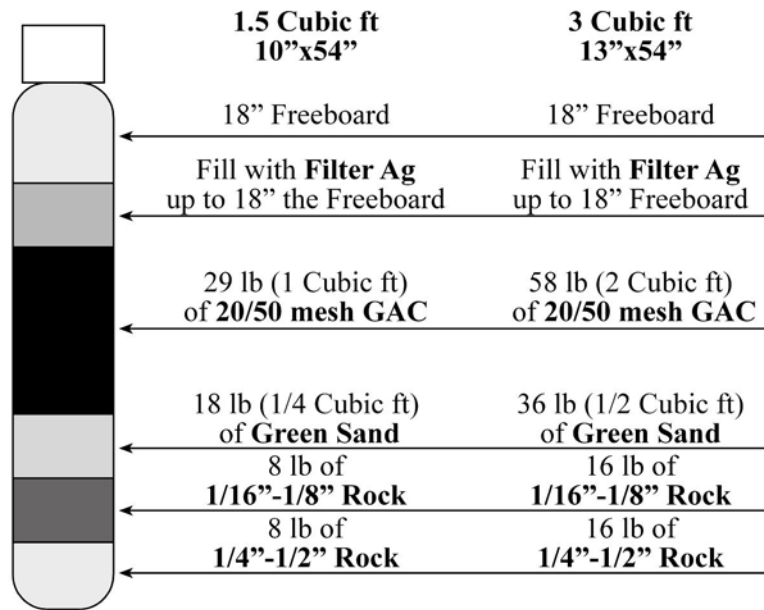 1.5 Cubic ft
10”x54”
3 Cubic ft
13”x54”
18” Freeboard
18” Freeboard
Fill with Filter Ag
up to 18” the Freeboard
Fill with Filter Ag
up to 18” Freeboard
29 lb (1 Cubic ft)
of 20/50 mesh GAC
58 lb (2 Cubic ft)
of 20/50 mesh GAC
18 lb (1/4 Cubic ft)
of Green Sand
36 lb (1/2 Cubic ft)
of Green Sand
8 lb of
1/16”-1/8” Rock
16 lb of
1/16”-1/8” Rock
8 lb of
1/4”-1/2” Rock
16 lb of
1/4”-1/2” Rock